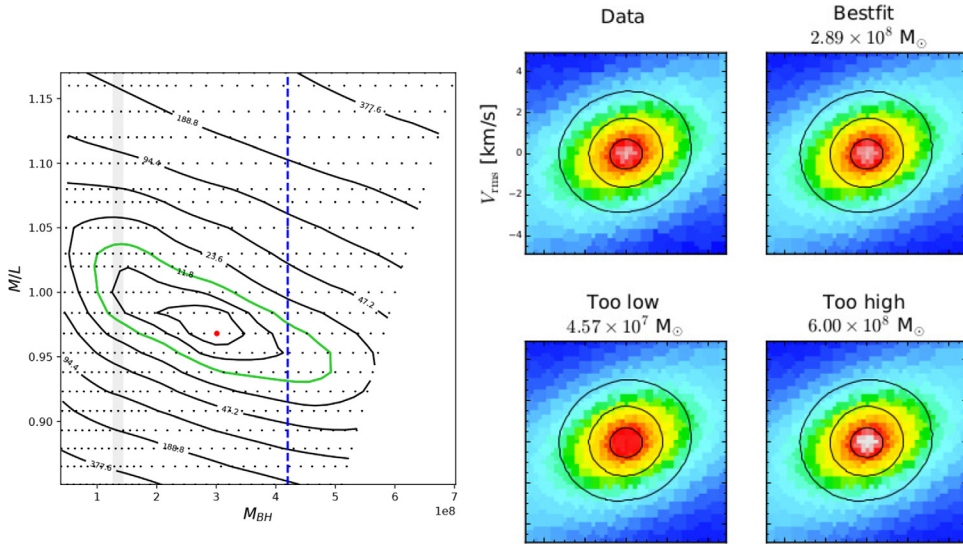 1.15
1.10
1.05
1.00
0.95
0.90
M/L
377.6
188.8
94.4
23.6
11.8
47.2
94.4
47.2
188.8
377.6
1
2
3
4
5
6
7
1e8
M_BH
Data
Bestfit
2.89 × 10⁸ M☉
4
2
0
−2
−4
V_rms [km/s]
Too low
4.57 × 10⁷ M☉
Too high
6.00 × 10⁸ M☉